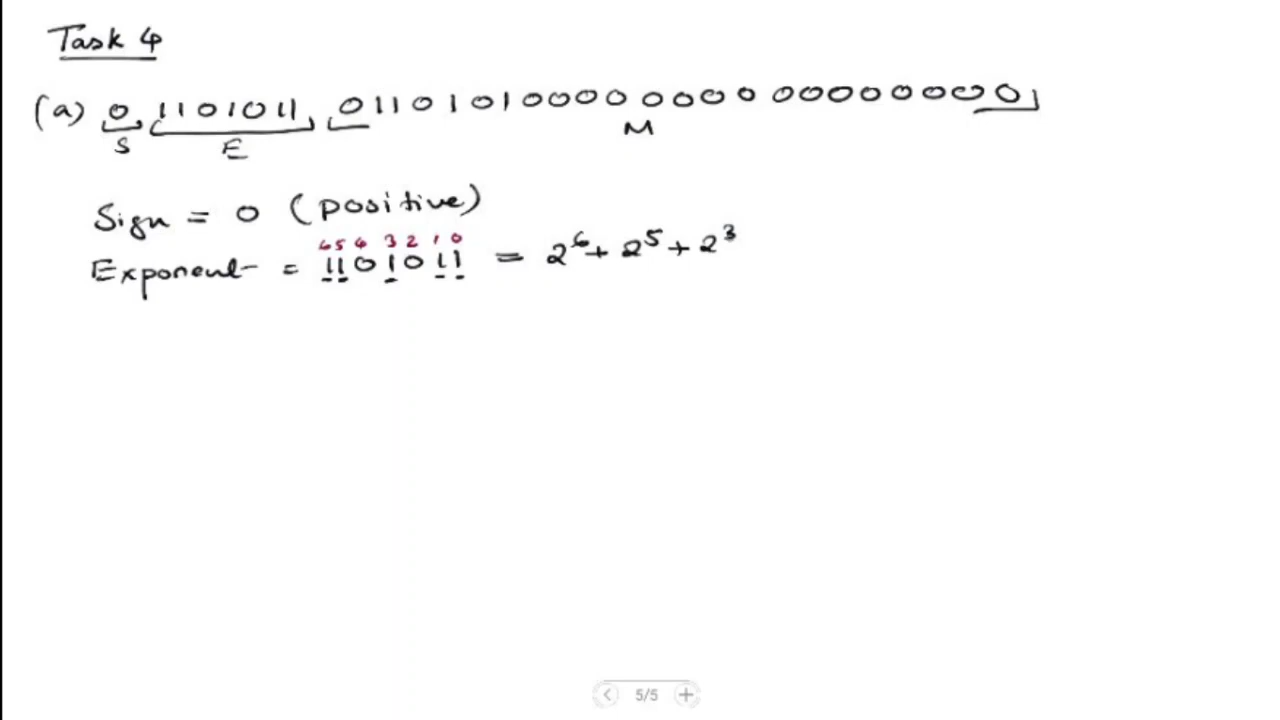 Task 4
(a) 0 1101011 011010100000000000000000
S E M
Sign = 0 (positive)
6 5 4 3 2 1 0
Exponent = 1101011 = 2^6 + 2^5 + 2^3
5/5